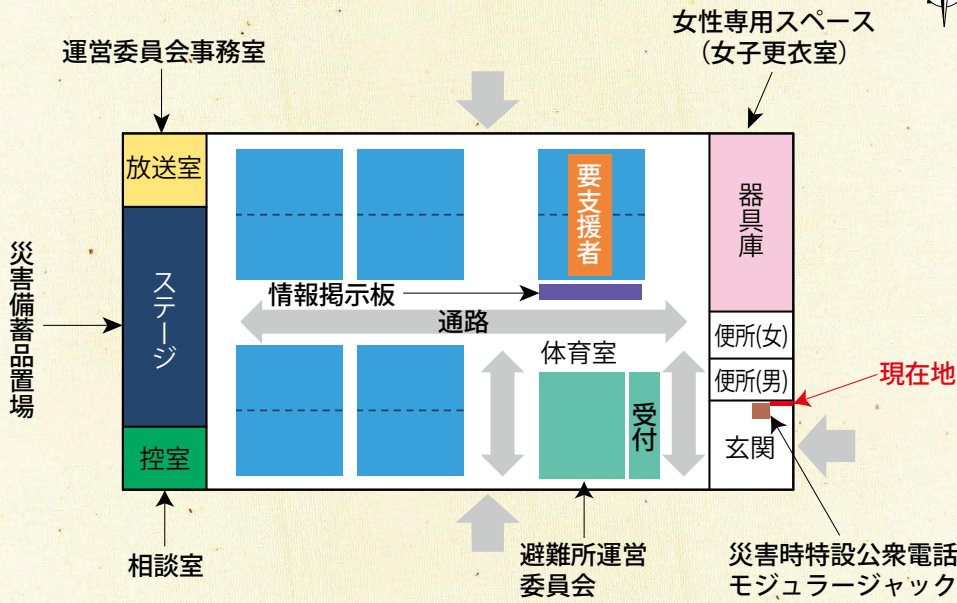 女性専用スペース
（女子更衣室）
運営委員会事務室
放送室
要支援者
器具庫
災害備蓄品置場
ステージ
情報掲示板
通路
体育室
便所(女)
便所(男)
現在地
受付
玄関
控室
相談室
避難所運営
委員会
災害時特設公衆電話
モジュラージャック